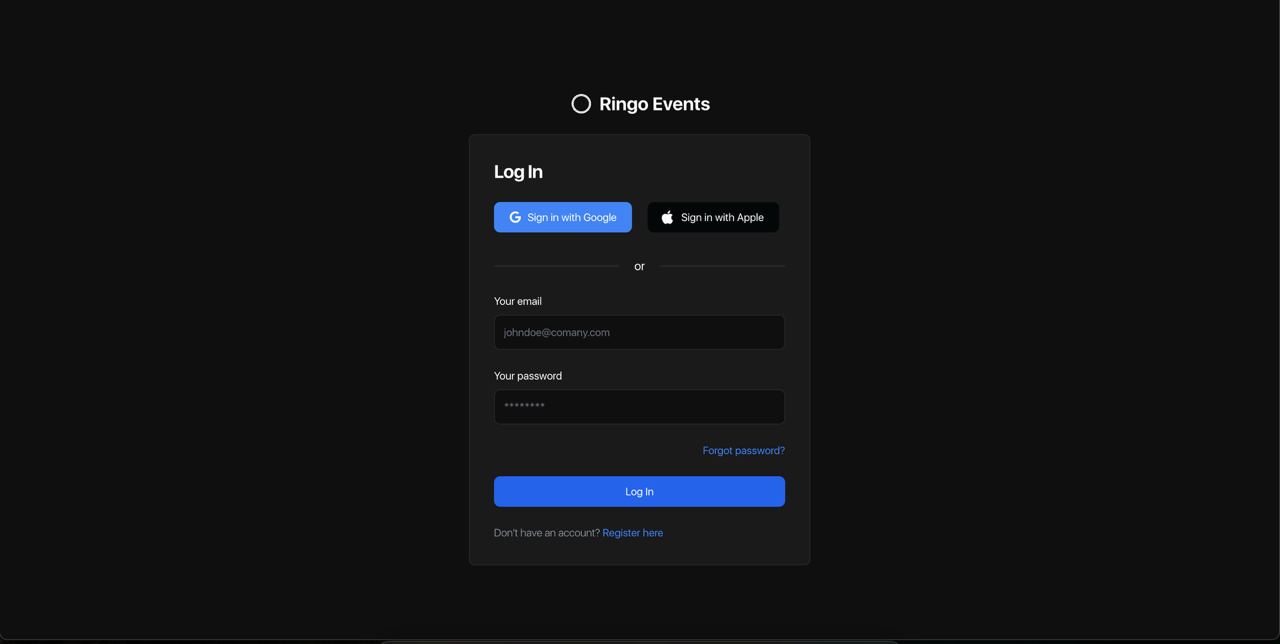 Ringo Events
Log In
Sign in with Google
Sign in with Apple
or
Your email
johndoe@comany.com
Your password
********
Forgot password?
Log In
Don't have an account? Register here